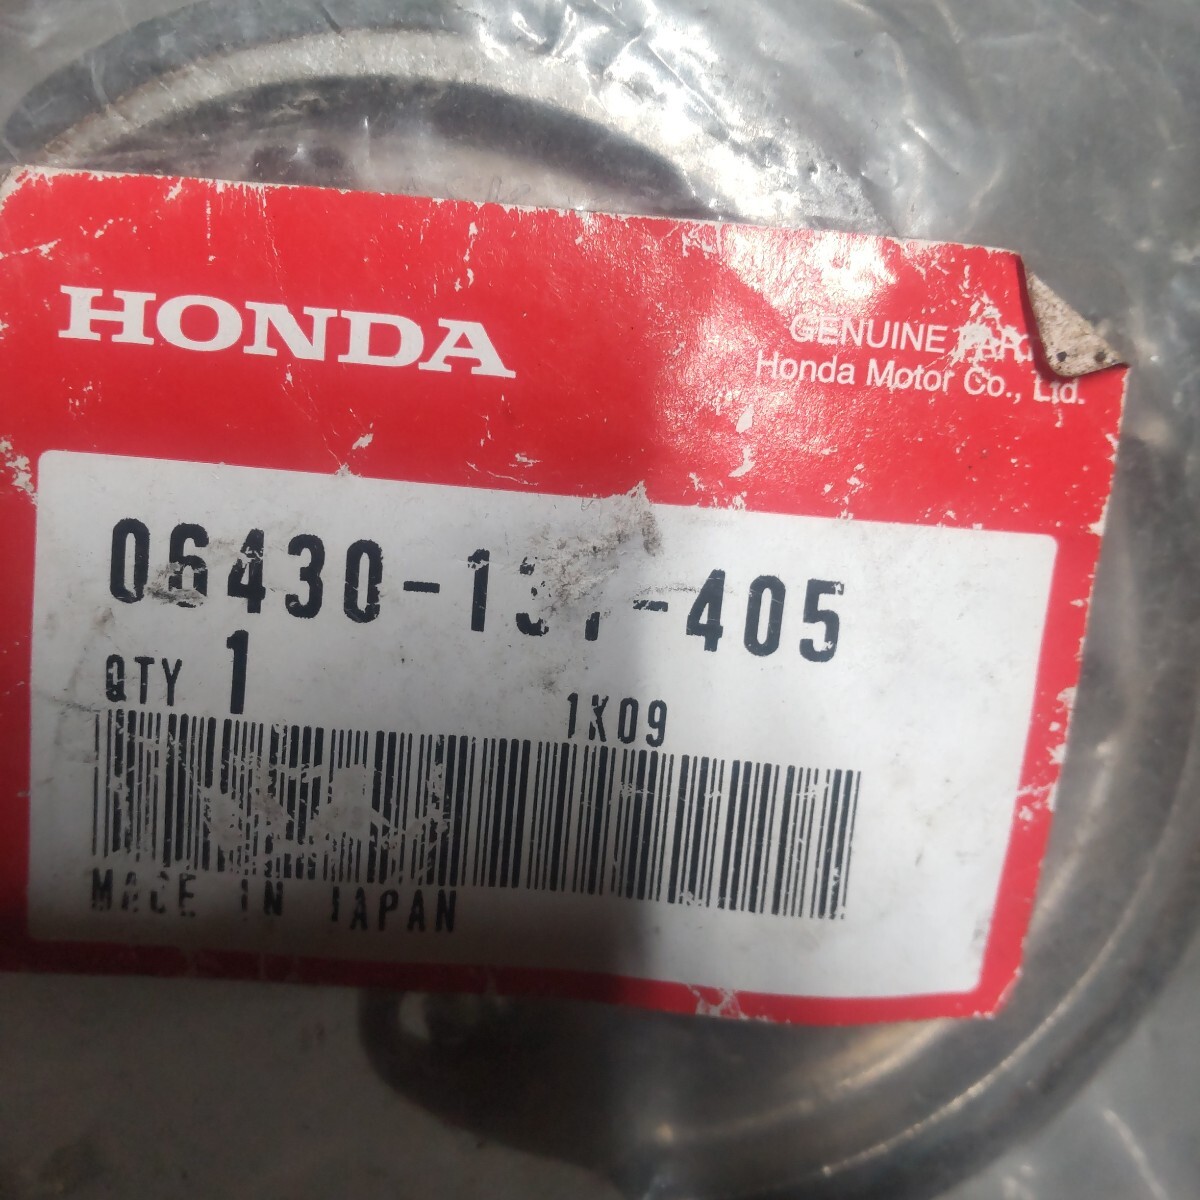 HONDA
GENUINE
Honda Motor Co., Ltd.
QTY 1
1X09
MADE IN JAPAN